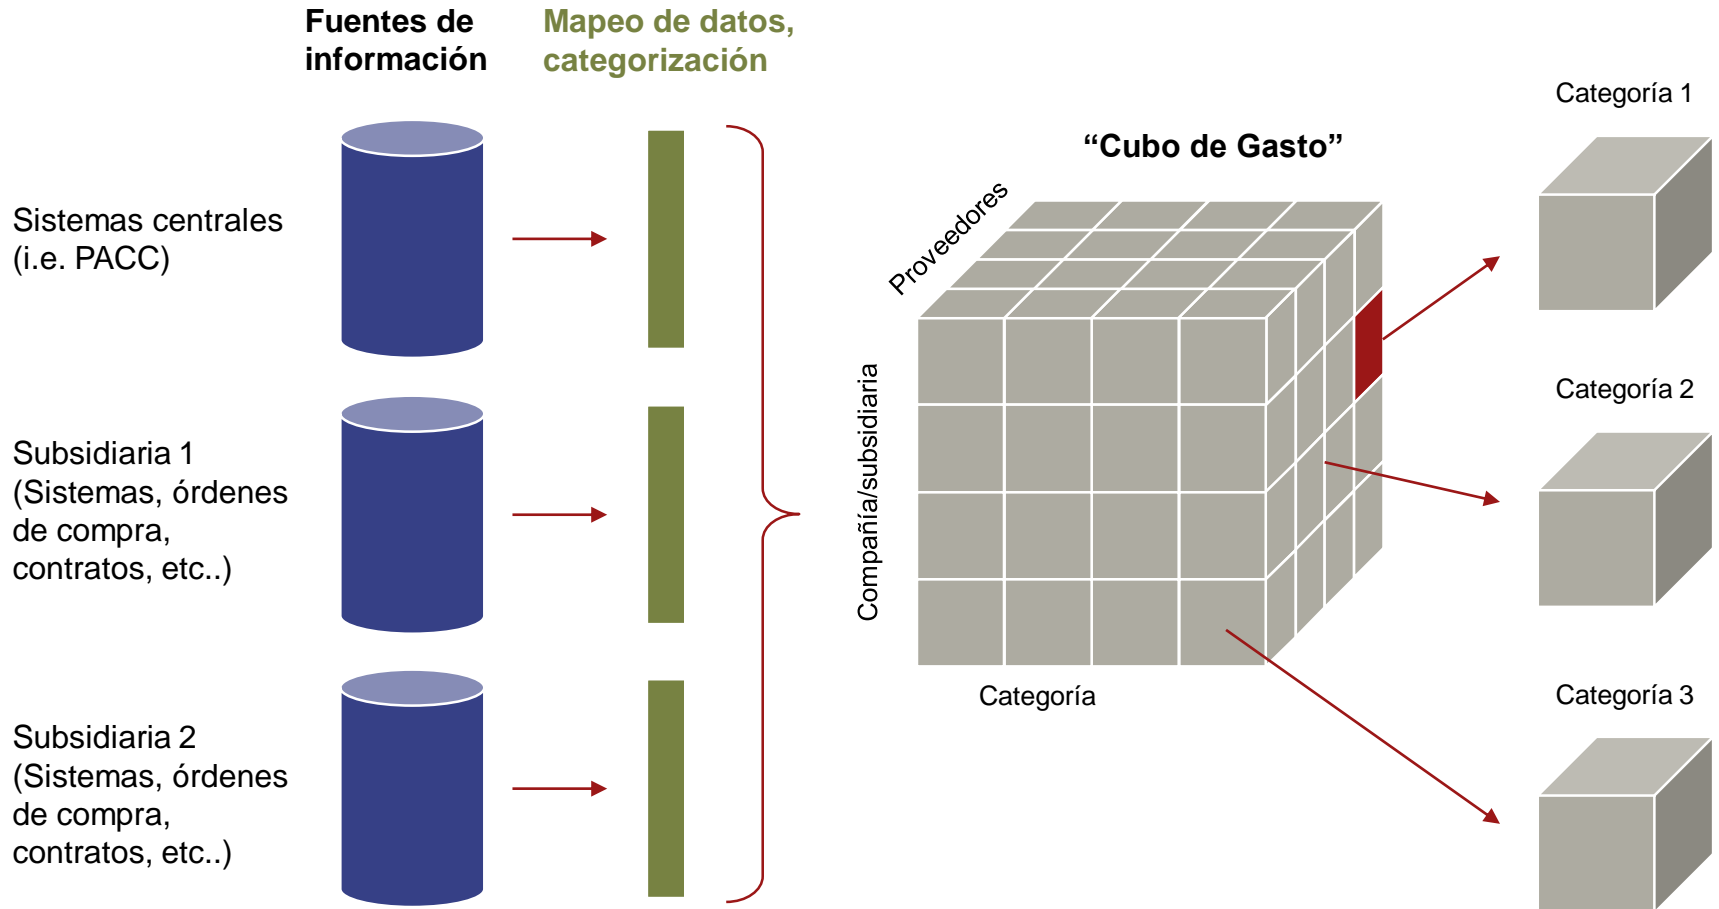 Fuentes de
información
Mapeo de datos,
categorización
Sistemas centrales
(i.e. PACC)
Subsidiaria 1
(Sistemas, órdenes
de compra,
contratos, etc..)
Subsidiaria 2
(Sistemas, órdenes
de compra,
contratos, etc..)
“Cubo de Gasto”
Proveedores
Compañía/subsidiaria
Categoría
Categoría 1
Categoría 2
Categoría 3